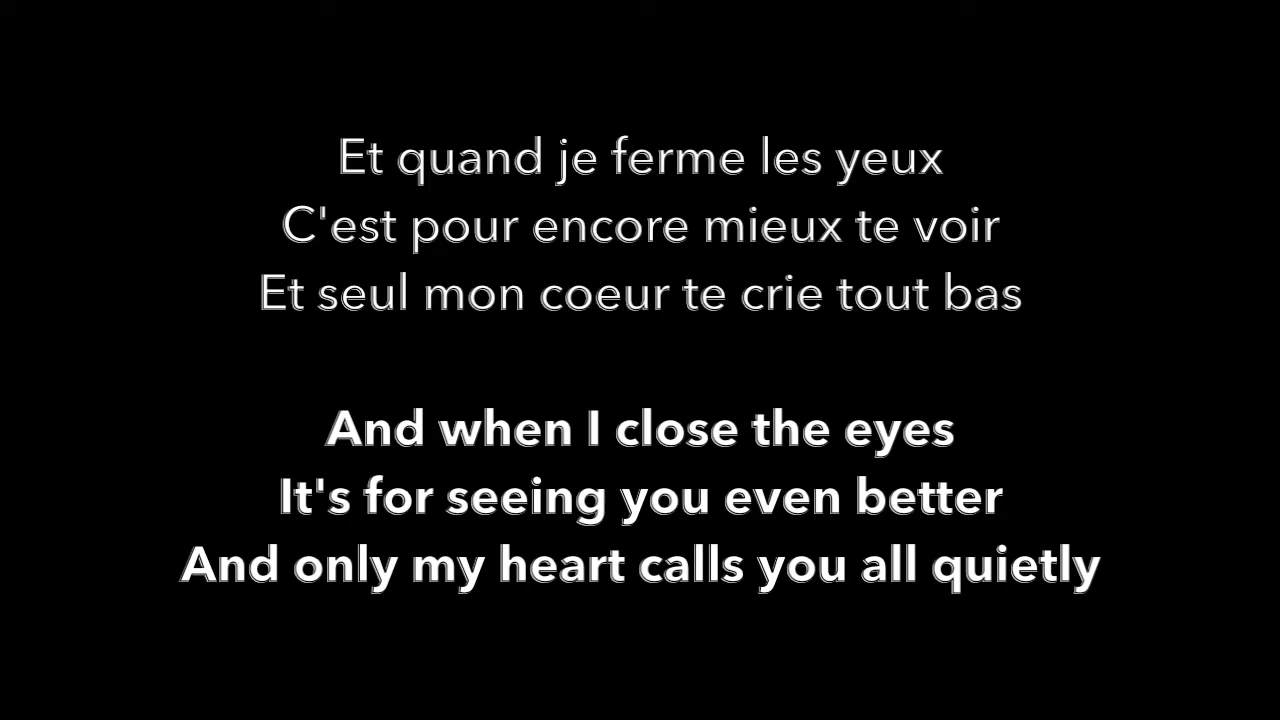 Et quand je ferme les yeux
C'est pour encore mieux te voir
Et seul mon coeur te crie tout bas
And when I close the eyes
It's for seeing you even better
And only my heart calls you all quietly